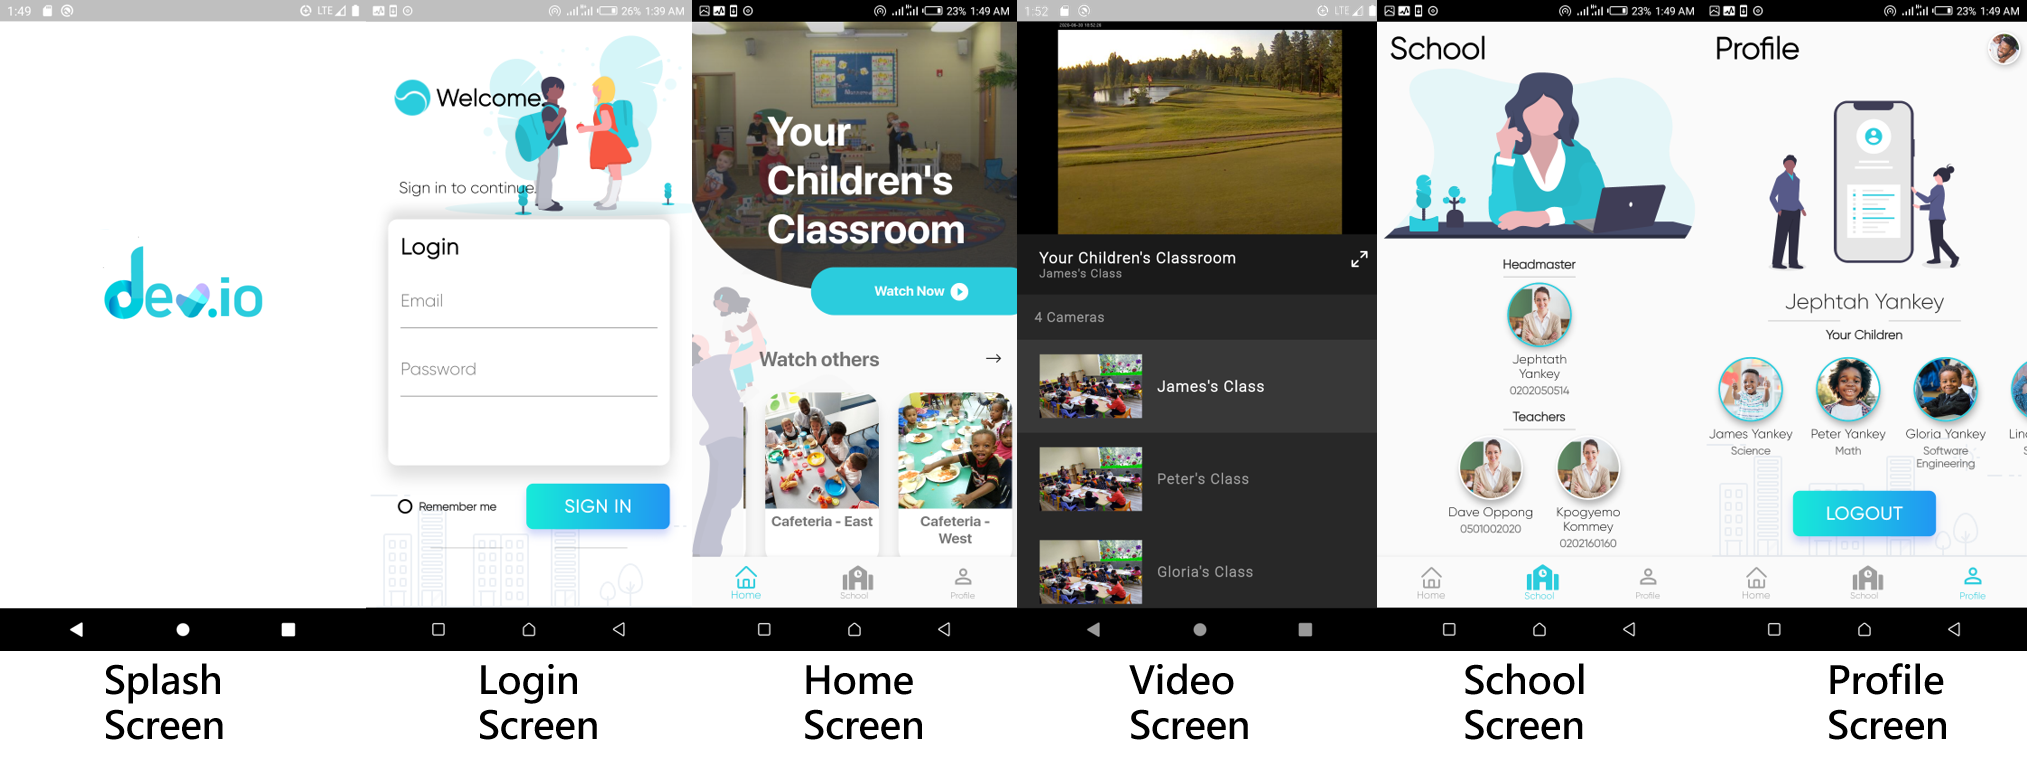 1:49
LTE
dev.io
26% 1:39 AM
Welcome.
Sign in to continue.
Login
Email
Password
Remember me
SIGN IN
23% 1:49 AM
Your
Children's
Classroom
Watch Now
Watch others
Cafeteria - East
Cafeteria -
West
Home
School
Profile
1:52
LTE
Your Children's Classroom
James's Class
4 Cameras
James's Class
Peter's Class
Gloria's Class
23% 1:49 AM
School
Headmaster
Jephtath
Yankey
0202050514
Teachers
Dave Oppong
0501002020
Kpogyemo
Kommey
0202160160
Home
School
Profile
23% 1:49 AM
Profile
Jephtah Yankey
Your Children
James Yankey
Science
Peter Yankey
Math
Gloria Yankey
Software
Engineering
LOGOUT
Home
School
Profile
Splash
Screen
Login
Screen
Home
Screen
Video
Screen
School
Screen
Profile
Screen